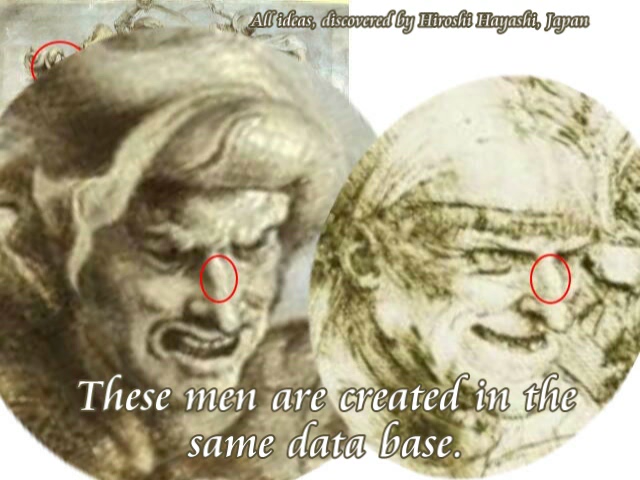 All ideas, discovered by Hiroshi Hayashi, Japan
These men are created in the
same data base.